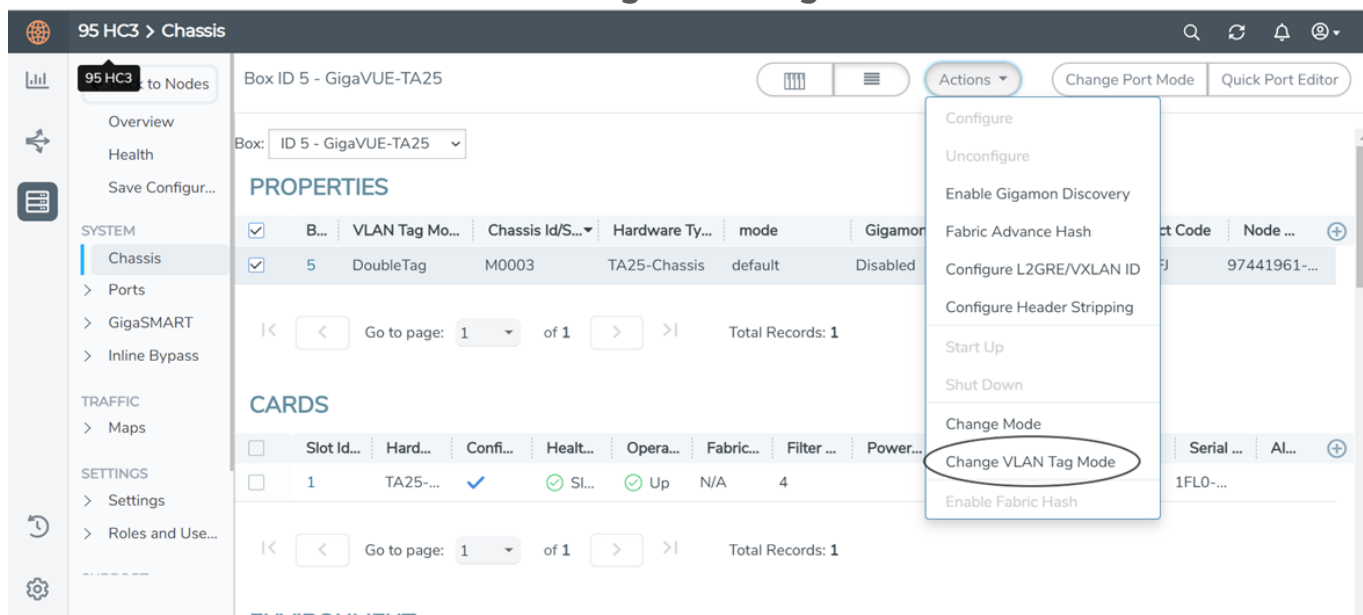 95 HC3 > Chassis
95 HC3
to Nodes
Overview
Health
Save Configur...
SYSTEM
Chassis
Ports
GigaSMART
Inline Bypass
TRAFFIC
Maps
SETTINGS
Settings
Roles and Use...
Box ID 5 - GigaVUE-TA25
Actions
Change Port Mode
Quick Port Editor
Box: ID 5 - GigaVUE-TA25
PROPERTIES
B... VLAN Tag Mo... Chassis Id/S... Hardware Ty... mode Gigamon ct Code Node ...
5 DoubleTag M0003 TA25-Chassis default Disabled 97441961-...
Go to page: 1 of 1 Total Records: 1
CARDS
Slot Id... Hard... Confi... Healt... Opera... Fabric... Filter ... Power... Serial ... Al...
1 TA25-... Sl... Up N/A 4 1FL0-...
Go to page: 1 of 1 Total Records: 1
Configure
Unconfigure
Enable Gigamon Discovery
Fabric Advance Hash
Configure L2GRE/VXLAN ID
Configure Header Stripping
Start Up
Shut Down
Change Mode
Change VLAN Tag Mode
Enable Fabric Hash